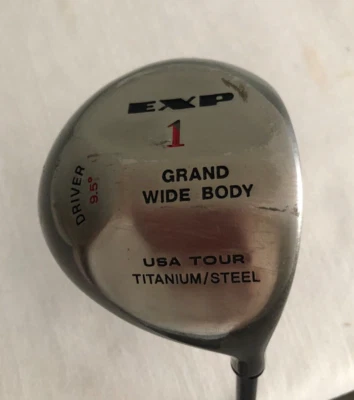 EXP
1
DRIVER
9.5°
GRAND
WIDE BODY
USA TOUR
TITANIUM/STEEL